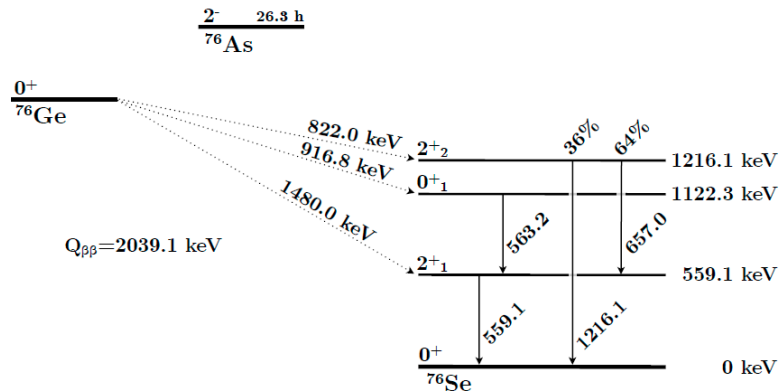 2⁻ 26.3 h
⁷⁶As
0⁺
⁷⁶Ge
822.0 keV
916.8 keV
1480.0 keV
Qββ=2039.1 keV
36%
64%
2⁺₂ 1216.1 keV
0⁺₁ 1122.3 keV
563.2
657.0
2⁺₁ 559.1 keV
559.1
1216.1
0⁺ 0 keV
⁷⁶Se